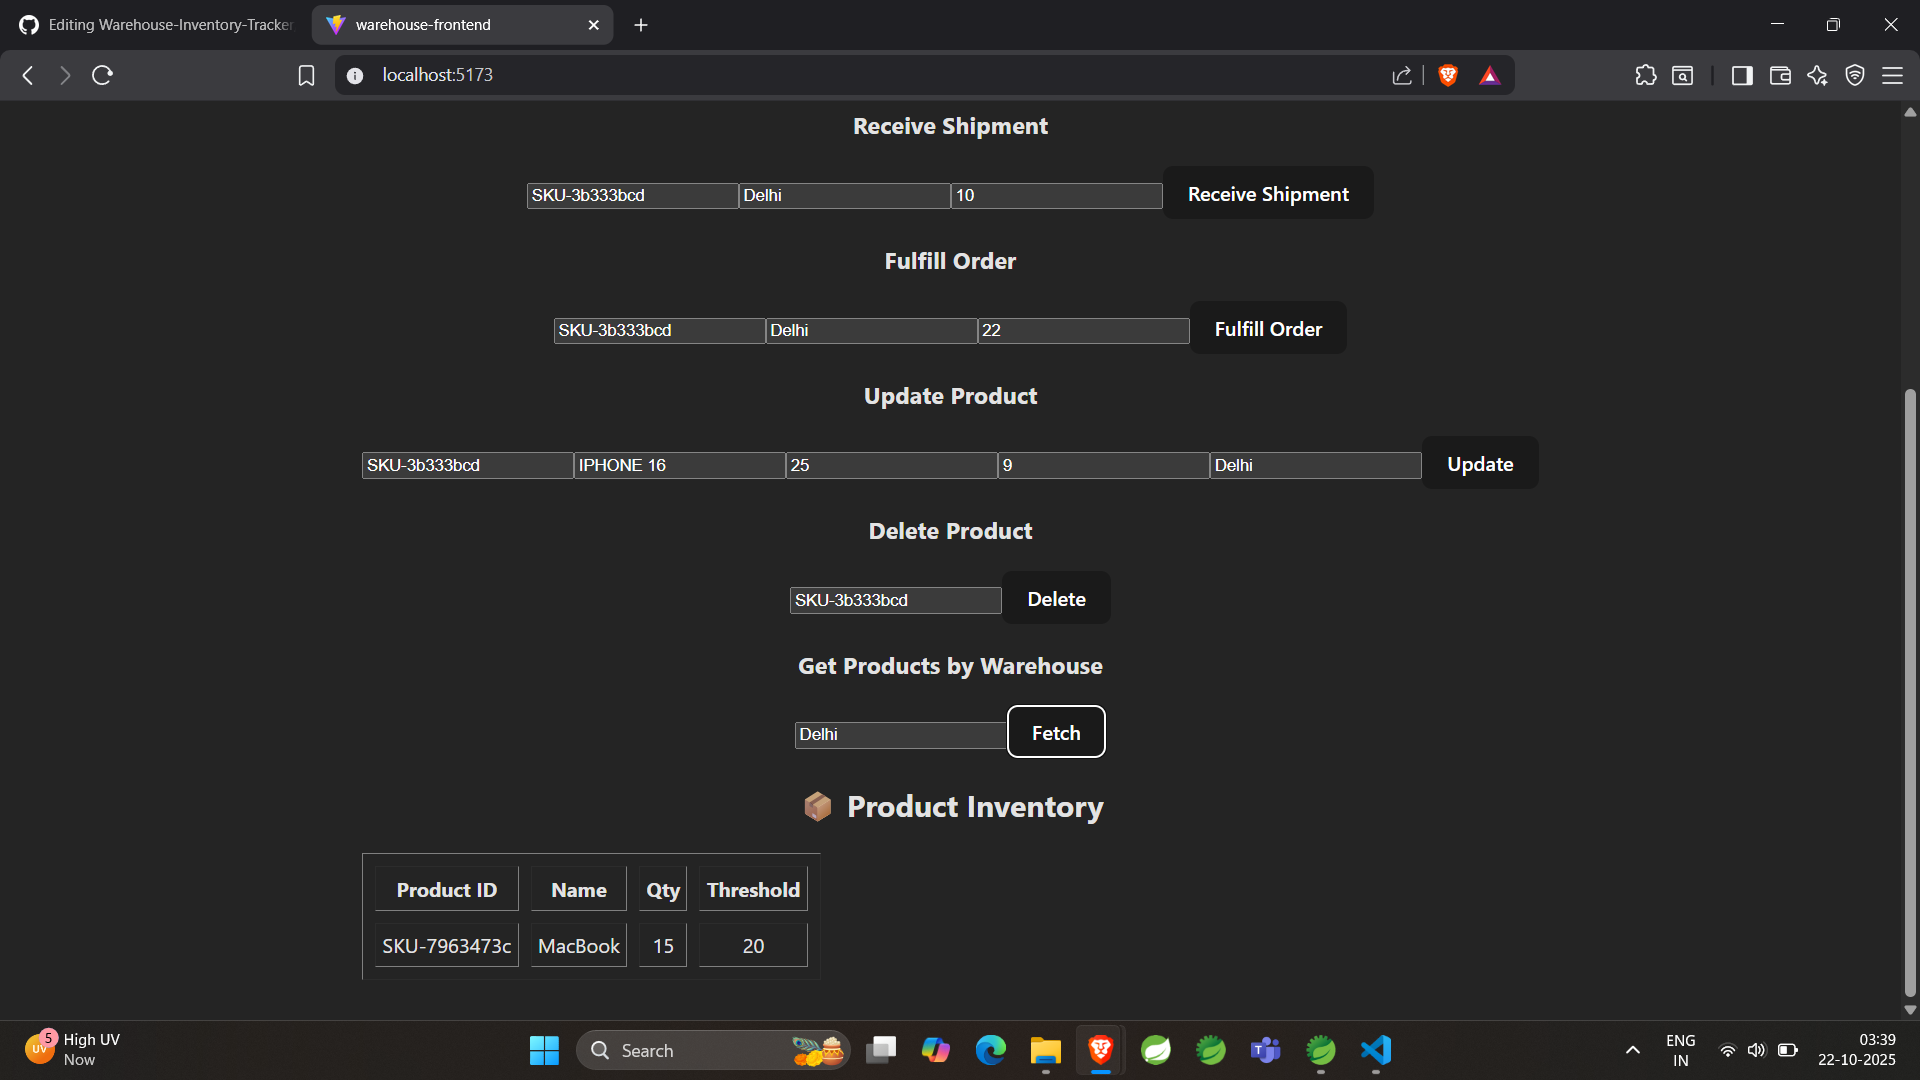 Editing Warehouse-Inventory-Tracker
warehouse-frontend
localhost:5173
Receive Shipment
SKU-3b333bcd Delhi 10 Receive Shipment
Fulfill Order
SKU-3b333bcd Delhi 22 Fulfill Order
Update Product
SKU-3b333bcd IPHONE 16 25 9 Delhi Update
Delete Product
SKU-3b333bcd Delete
Get Products by Warehouse
Delhi Fetch
📦 Product Inventory
Product ID Name Qty Threshold
SKU-7963473c MacBook 15 20
5 UV High UV
Now
Search
ENG
IN
03:39
22-10-2025